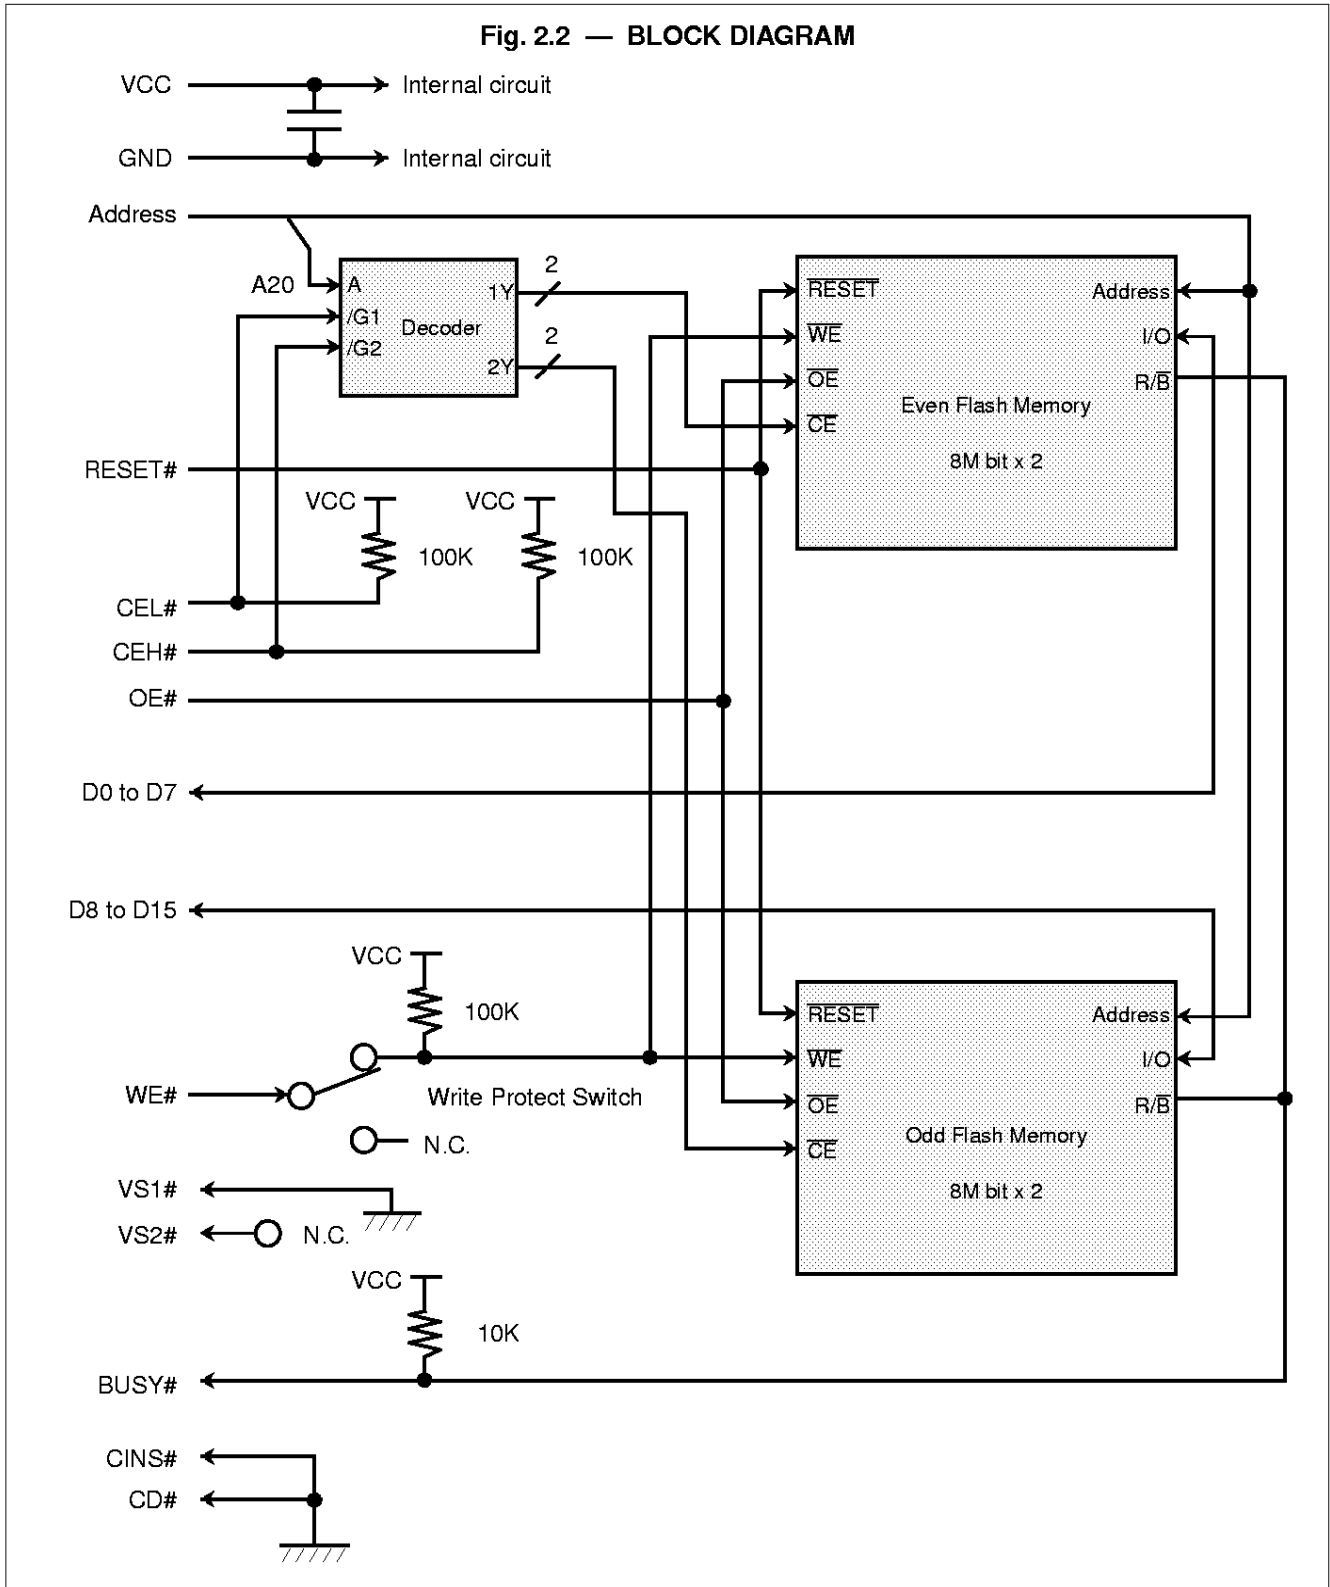 Fig. 2.2 — BLOCK DIAGRAM
VCC
Internal circuit
GND
Internal circuit
Address
A20
A
/G1
/G2
Decoder
1Y
2Y
2
2
RESET
WE
OE
CE
Address
I/O
R/B
Even Flash Memory
8M bit x 2
RESET#
VCC
100K
VCC
100K
CEL#
CEH#
OE#
D0 to D7
D8 to D15
VCC
100K
WE#
Write Protect Switch
N.C.
RESET
WE
OE
CE
Address
I/O
R/B
Odd Flash Memory
8M bit x 2
VS1#
VS2#
N.C.
VCC
10K
BUSY#
CINS#
CD#